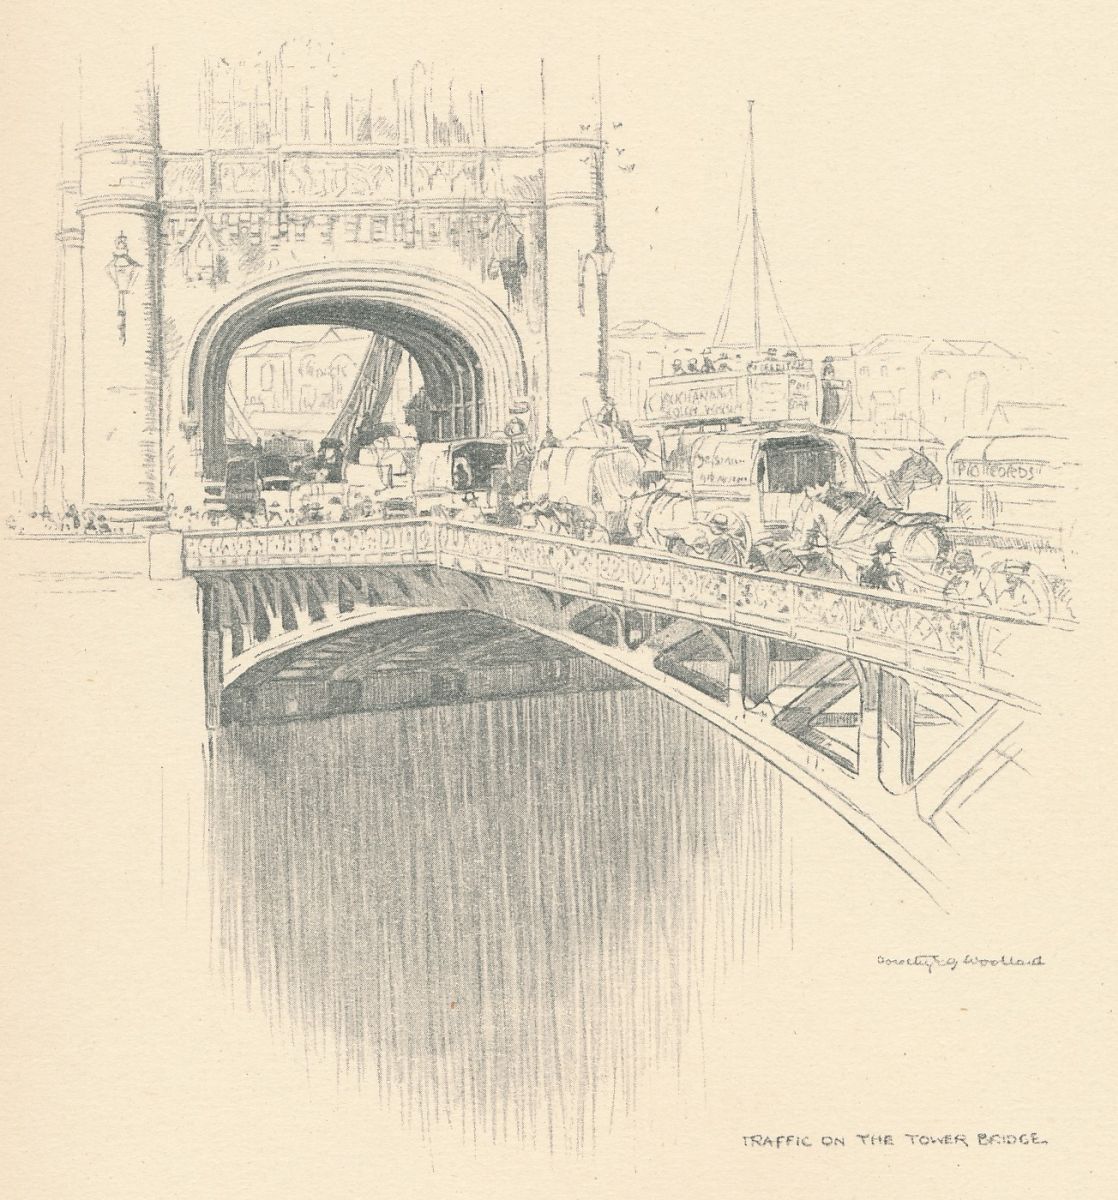 BUCHANAN'S
SCOTCH WHISKY
PICKFORDS
Dorothy E G Woollard
TRAFFIC ON THE TOWER BRIDGE.